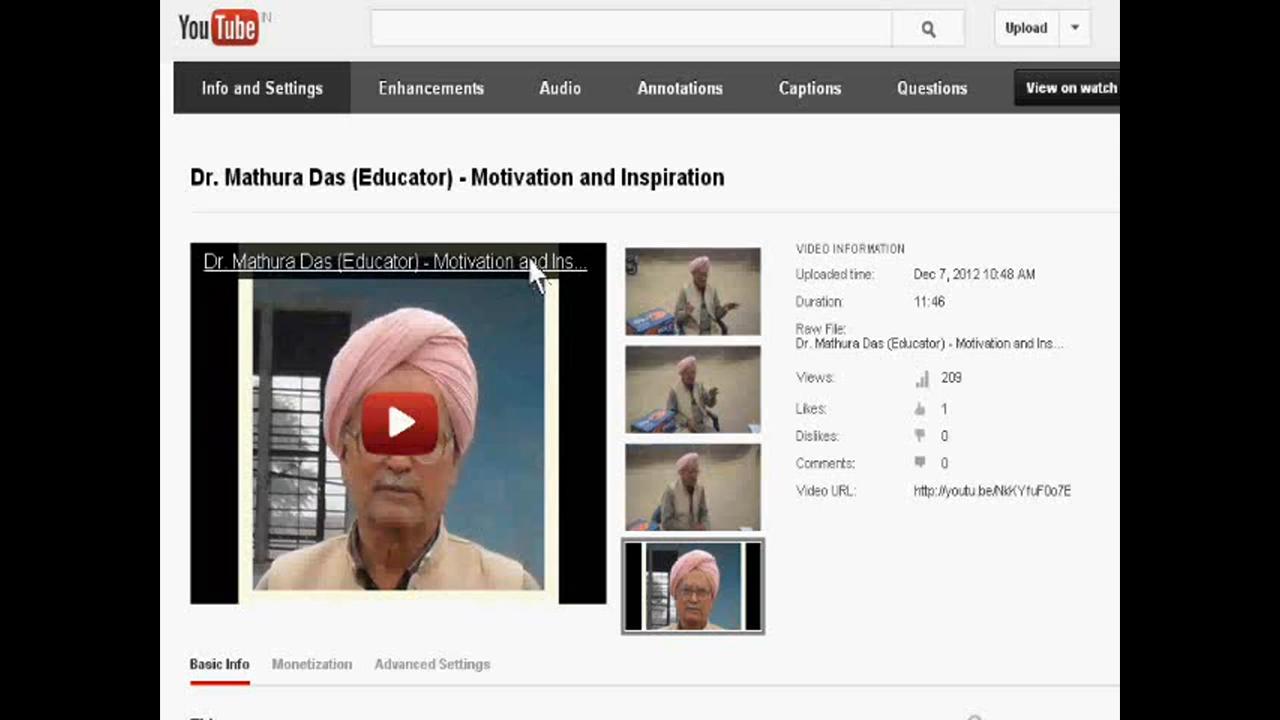 YouTube IN
Upload
Info and Settings Enhancements Audio Annotations Captions Questions View on watch
Dr. Mathura Das (Educator) - Motivation and Inspiration
Dr. Mathura Das (Educator) - Motivation and Ins...
VIDEO INFORMATION
Uploaded time: Dec 7, 2012 10:48 AM
Duration: 11:46
Raw File:
Dr. Mathura Das (Educator) - Motivation and Ins...
Views: 209
Likes: 1
Dislikes: 0
Comments: 0
Video URL: http://youtu.be/NkKYfuF0o7E
Basic Info Monetization Advanced Settings